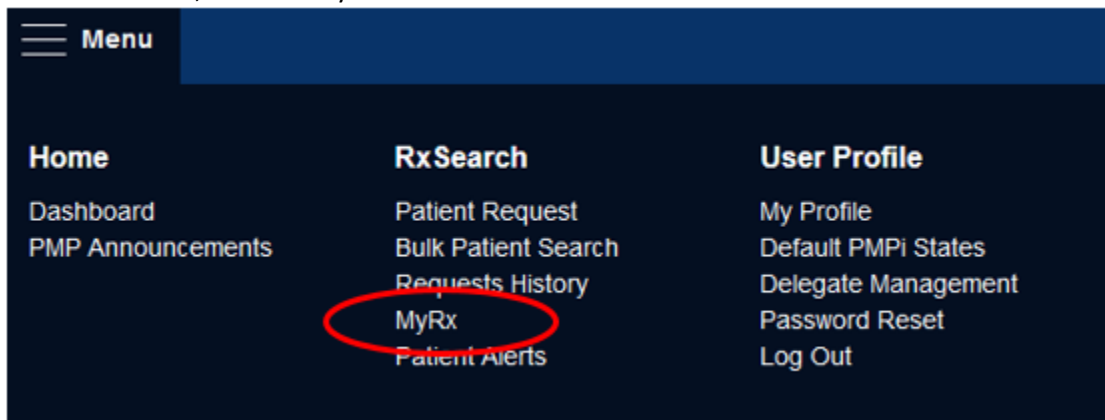 Menu
Home
Dashboard
PMP Announcements
RxSearch
Patient Request
Bulk Patient Search
Requests History
MyRx
Patient Alerts
User Profile
My Profile
Default PMPi States
Delegate Management
Password Reset
Log Out